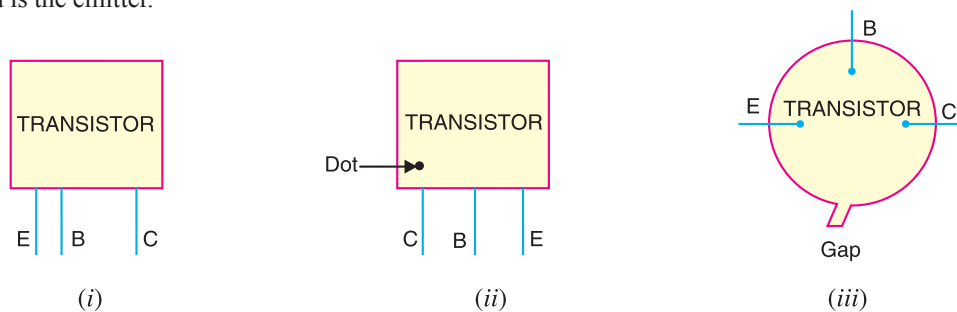 is the emitter.
B
E TRANSISTOR C
TRANSISTOR
TRANSISTOR
Dot
E B C
C B E
Gap
(i) (ii) (iii)